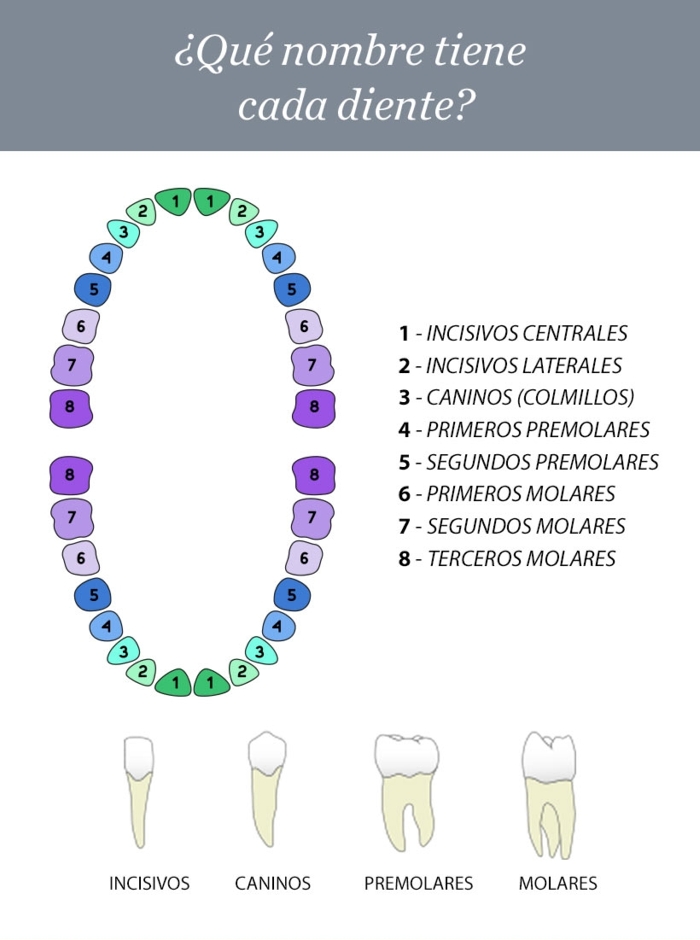 ¿Qué nombre tiene
cada diente?
1 1
2 2
3 3
4 4
5 5
6 6
7 7
8 8
8 8
7 7
6 6
5 5
4 4
3 3
2 2
1 1
1 - INCISIVOS CENTRALES
2 - INCISIVOS LATERALES
3 - CANINOS (COLMILLOS)
4 - PRIMEROS PREMOLARES
5 - SEGUNDOS PREMOLARES
6 - PRIMEROS MOLARES
7 - SEGUNDOS MOLARES
8 - TERCEROS MOLARES
INCISIVOS CANINOS PREMOLARES MOLARES